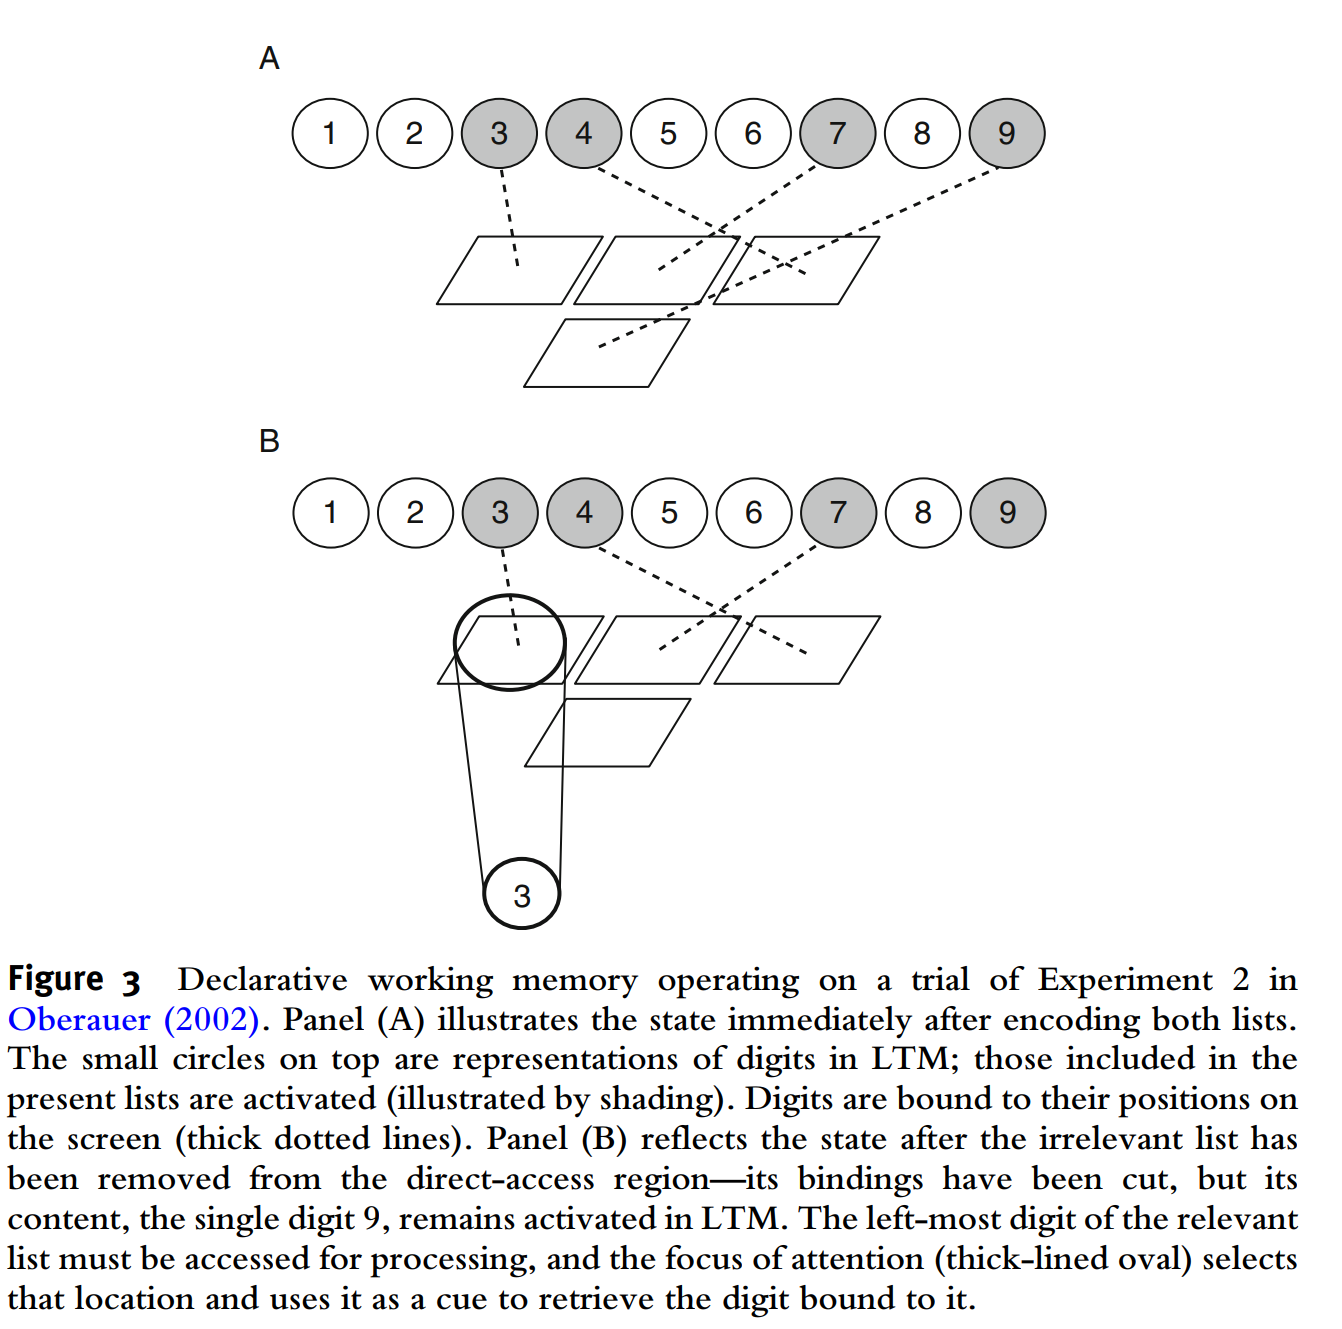 A
1 2 3 4 5 6 7 8 9
B
1 2 3 4 5 6 7 8 9
3
Figure 3 Declarative working memory operating on a trial of Experiment 2 in
Oberauer (2002). Panel (A) illustrates the state immediately after encoding both lists.
The small circles on top are representations of digits in LTM; those included in the
present lists are activated (illustrated by shading). Digits are bound to their positions on
the screen (thick dotted lines). Panel (B) reflects the state after the irrelevant list has
been removed from the direct-access region—its bindings have been cut, but its
content, the single digit 9, remains activated in LTM. The left-most digit of the relevant
list must be accessed for processing, and the focus of attention (thick-lined oval) selects
that location and uses it as a cue to retrieve the digit bound to it.